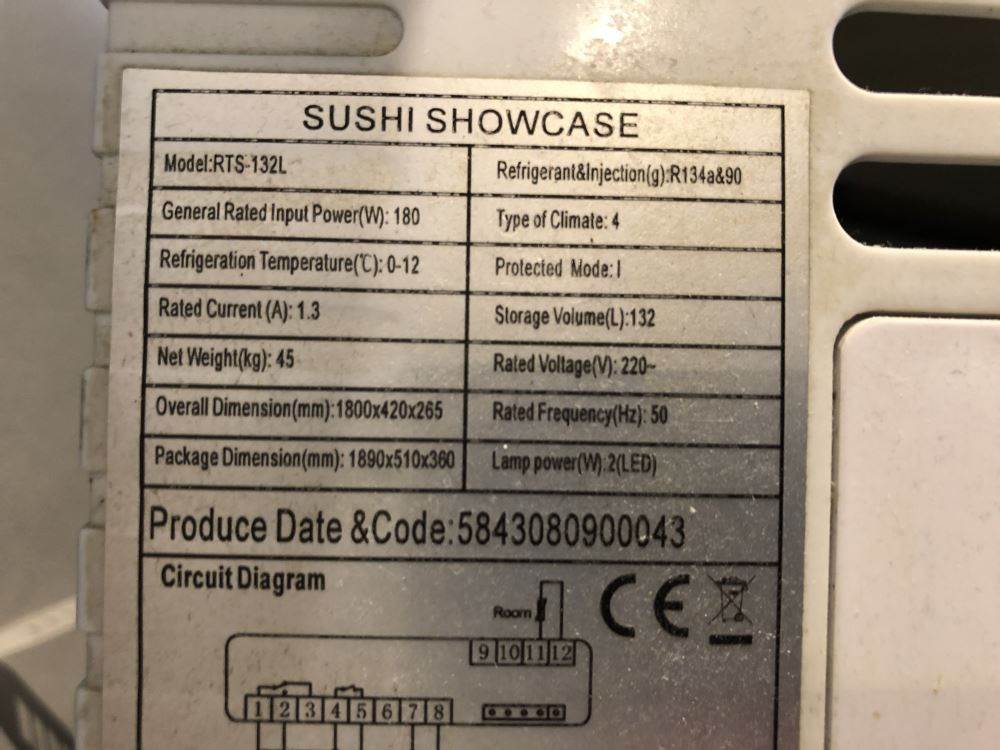 SUSHI SHOWCASE
Model:RTS-132L
Refrigerant&Injection(g):R134a&90
General Rated Input Power(W): 180
Type of Climate: 4
Refrigeration Temperature(℃): 0-12
Protected Mode: I
Rated Current (A): 1.3
Storage Volume(L):132
Net Weight(kg): 45
Rated Voltage(V): 220~
Overall Dimension(mm):1800x420x265
Rated Frequency(Hz): 50
Package Dimension(mm): 1890x510x360
Lamp power(W):2(LED)
Produce Date &Code:5843080900043
Circuit Diagram
Room
CE
9 10 11 12
1 2 3 4 5 6 7 8